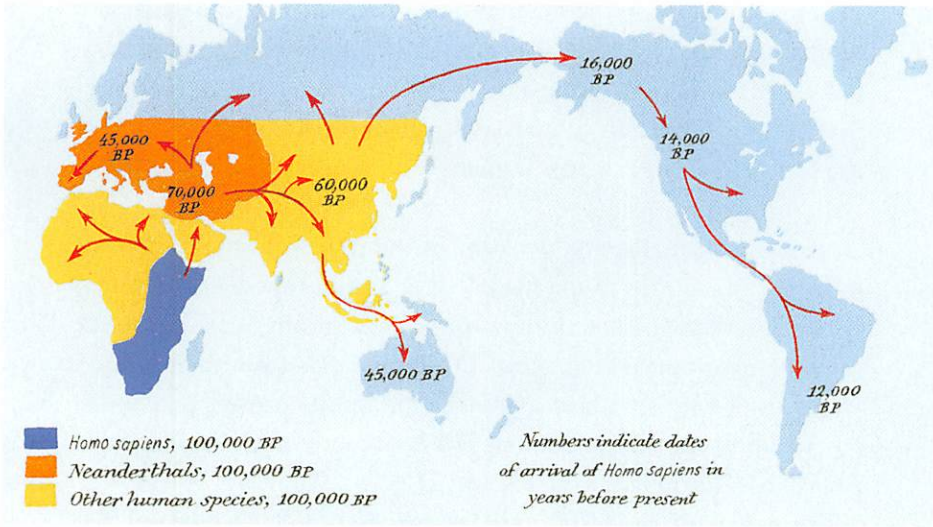 16,000
BP
14,000
BP
45,000
BP
70,000
BP
60,000
BP
45,000 BP
12,000
BP
Homo sapiens, 100,000 BP
Neanderthals, 100,000 BP
Other human species, 100,000 BP
Numbers indicate dates
of arrival of Homo sapiens in
years before present